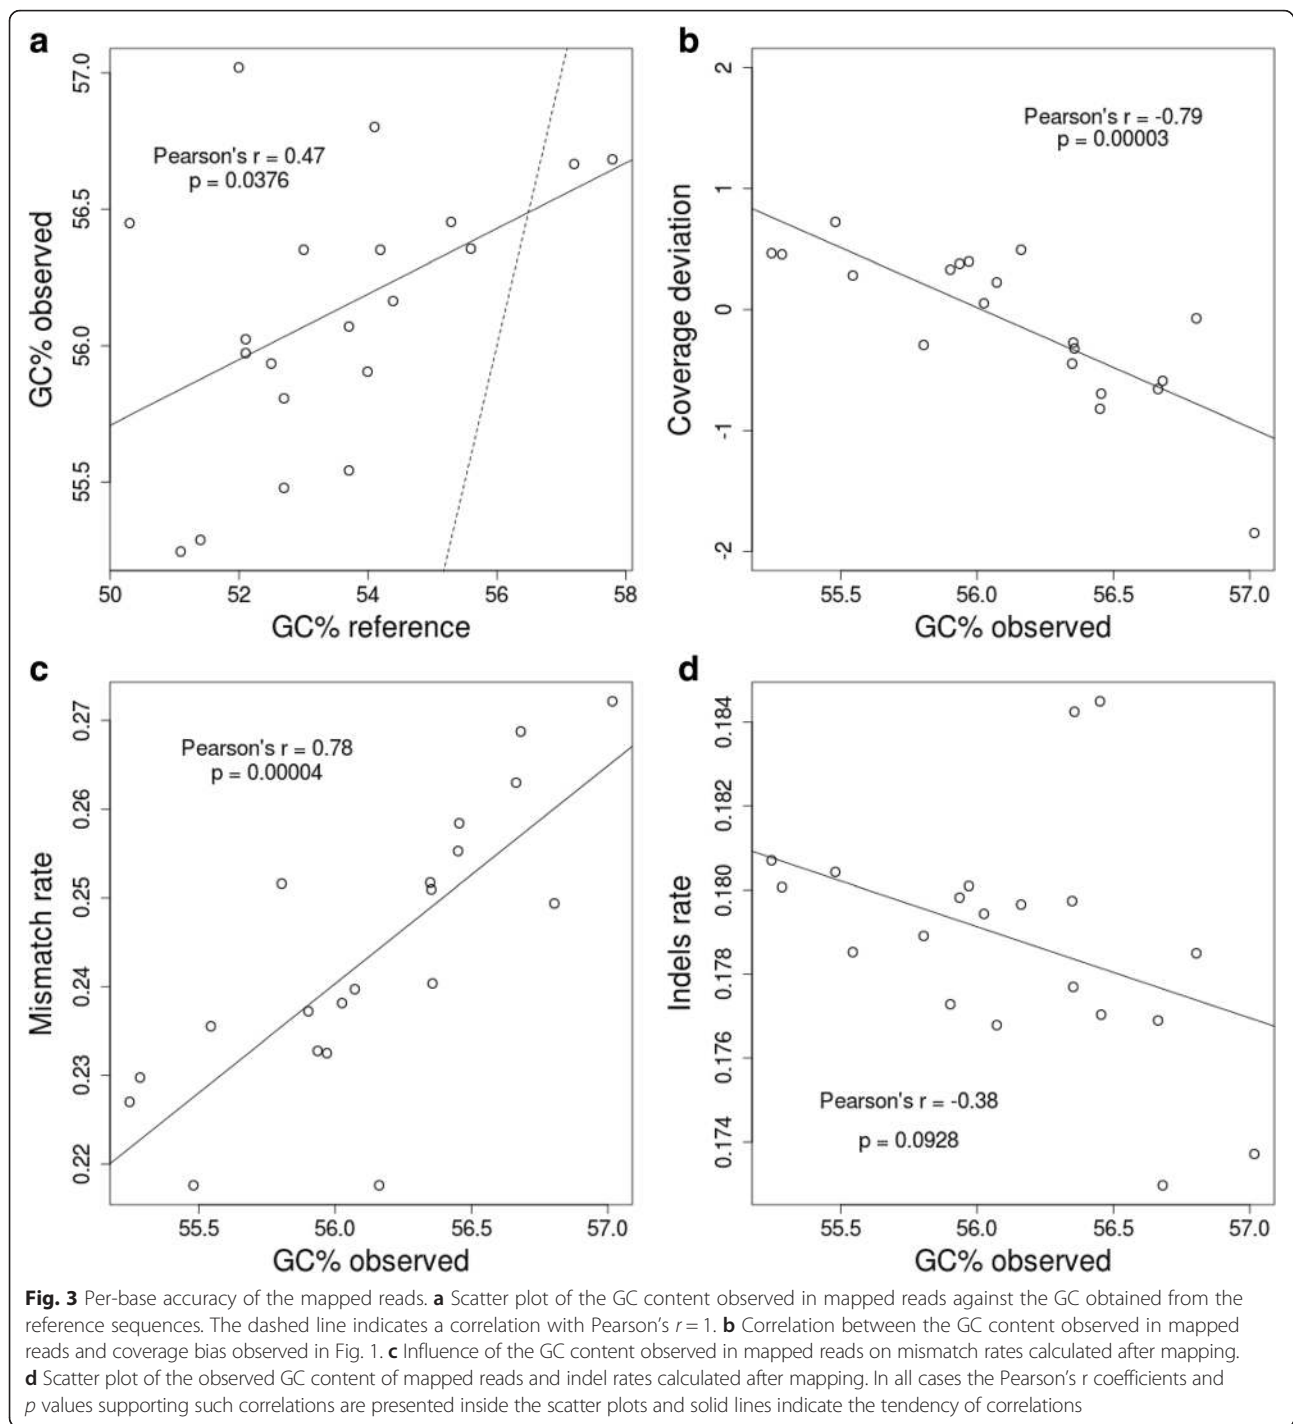 a
57.0
56.5
56.0
55.5
GC% observed
Pearson's r = 0.47
p = 0.0376
50 52 54 56 58
GC% reference
b
2
1
0
-1
-2
Coverage deviation
Pearson's r = -0.79
p = 0.00003
55.5 56.0 56.5 57.0
GC% observed
c
0.27
0.26
0.25
0.24
0.23
0.22
Mismatch rate
Pearson's r = 0.78
p = 0.00004
55.5 56.0 56.5 57.0
GC% observed
d
0.184
0.182
0.180
0.178
0.176
0.174
Indels rate
Pearson's r = -0.38
p = 0.0928
55.5 56.0 56.5 57.0
GC% observed
Fig. 3 Per-base accuracy of the mapped reads. a Scatter plot of the GC content observed in mapped reads against the GC obtained from the
reference sequences. The dashed line indicates a correlation with Pearson's r = 1. b Correlation between the GC content observed in mapped
reads and coverage bias observed in Fig. 1. c Influence of the GC content observed in mapped reads on mismatch rates calculated after mapping.
d Scatter plot of the observed GC content of mapped reads and indel rates calculated after mapping. In all cases the Pearson's r coefficients and
p values supporting such correlations are presented inside the scatter plots and solid lines indicate the tendency of correlations